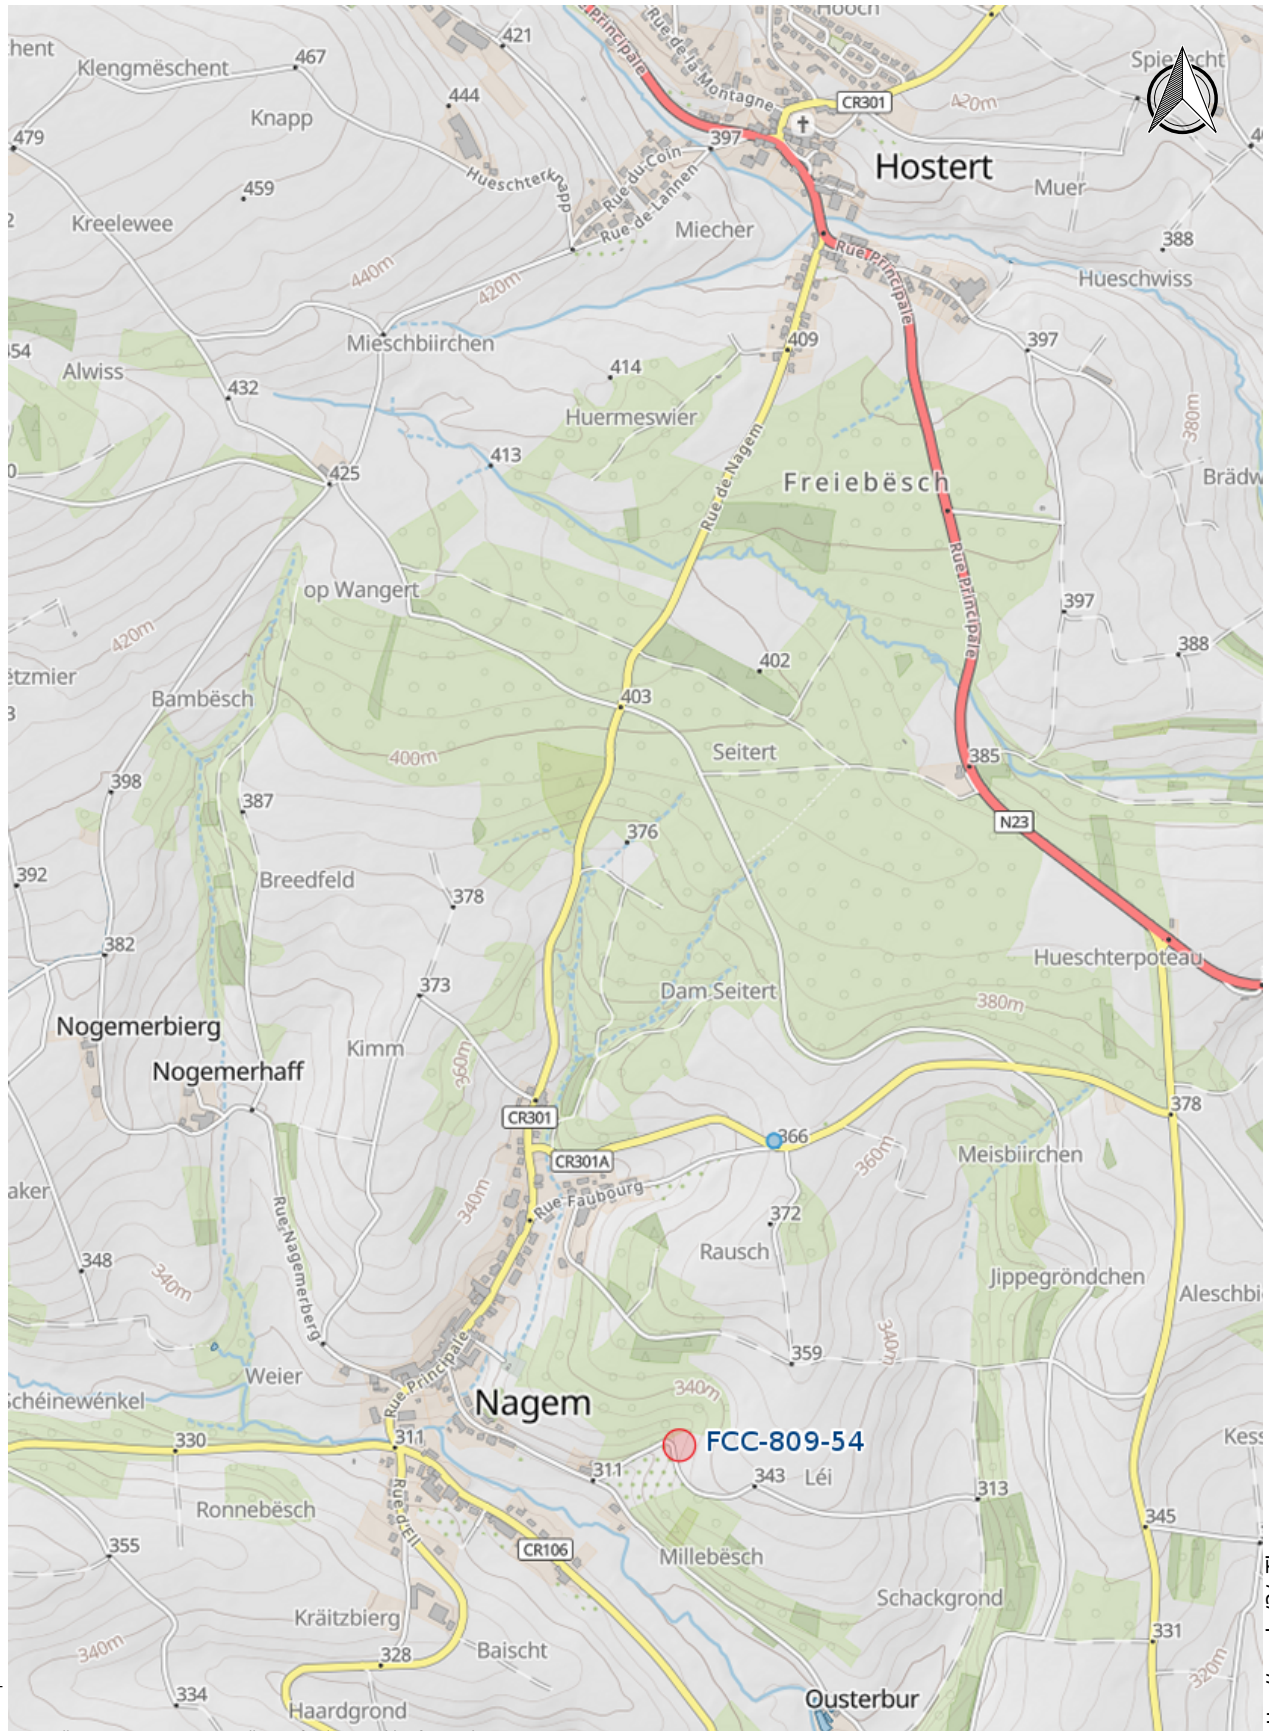 Hooch
Rue Principale
Rue de la Montagne
421
467
Klengmëschent
Spierecht
444
CR301
420m
Knapp
479
397
Hostert
Rue du Coin
Hueschterknapp
Rue de Lannen
459
Muer
Kreelewee
Miecher
388
Rue Principale
440m
420m
Hueschwiss
Mieschbiirchen
409
397
Alwiss
414
432
Huermeswier
380m
413
425
Rue de Nagem
Freiebësch
Brädw
op Wangert
Rue Principale
397
420m
388
402
ëtzmier
Bambësch
403
400m
Seitert
385
398
387
N23
376
392
Breedfeld
378
382
Hueschterpoteau
373
Dam Seitert
380m
Nogemerbierg
Kimm
360m
Nogemerhaff
CR301
378
366
CR301A
360m
Meisbiirchen
aker
340m
Rue Faubourg
372
Rue Nagemerberg
Rausch
348
340m
Jippegröndchen
Aleschbi
340m
359
Rue Principale
Weier
Schéinewénkel
340m
Nagem
330
311
FCC-809-54
Kess
311
343
Léi
313
Ronnebësch
Rue d'Ell
345
355
CR106
Millebësch
Schackgrond
Kräitzbierg
340m
Baischt
328
331
320m
334
Haardgrond
Ousterbur